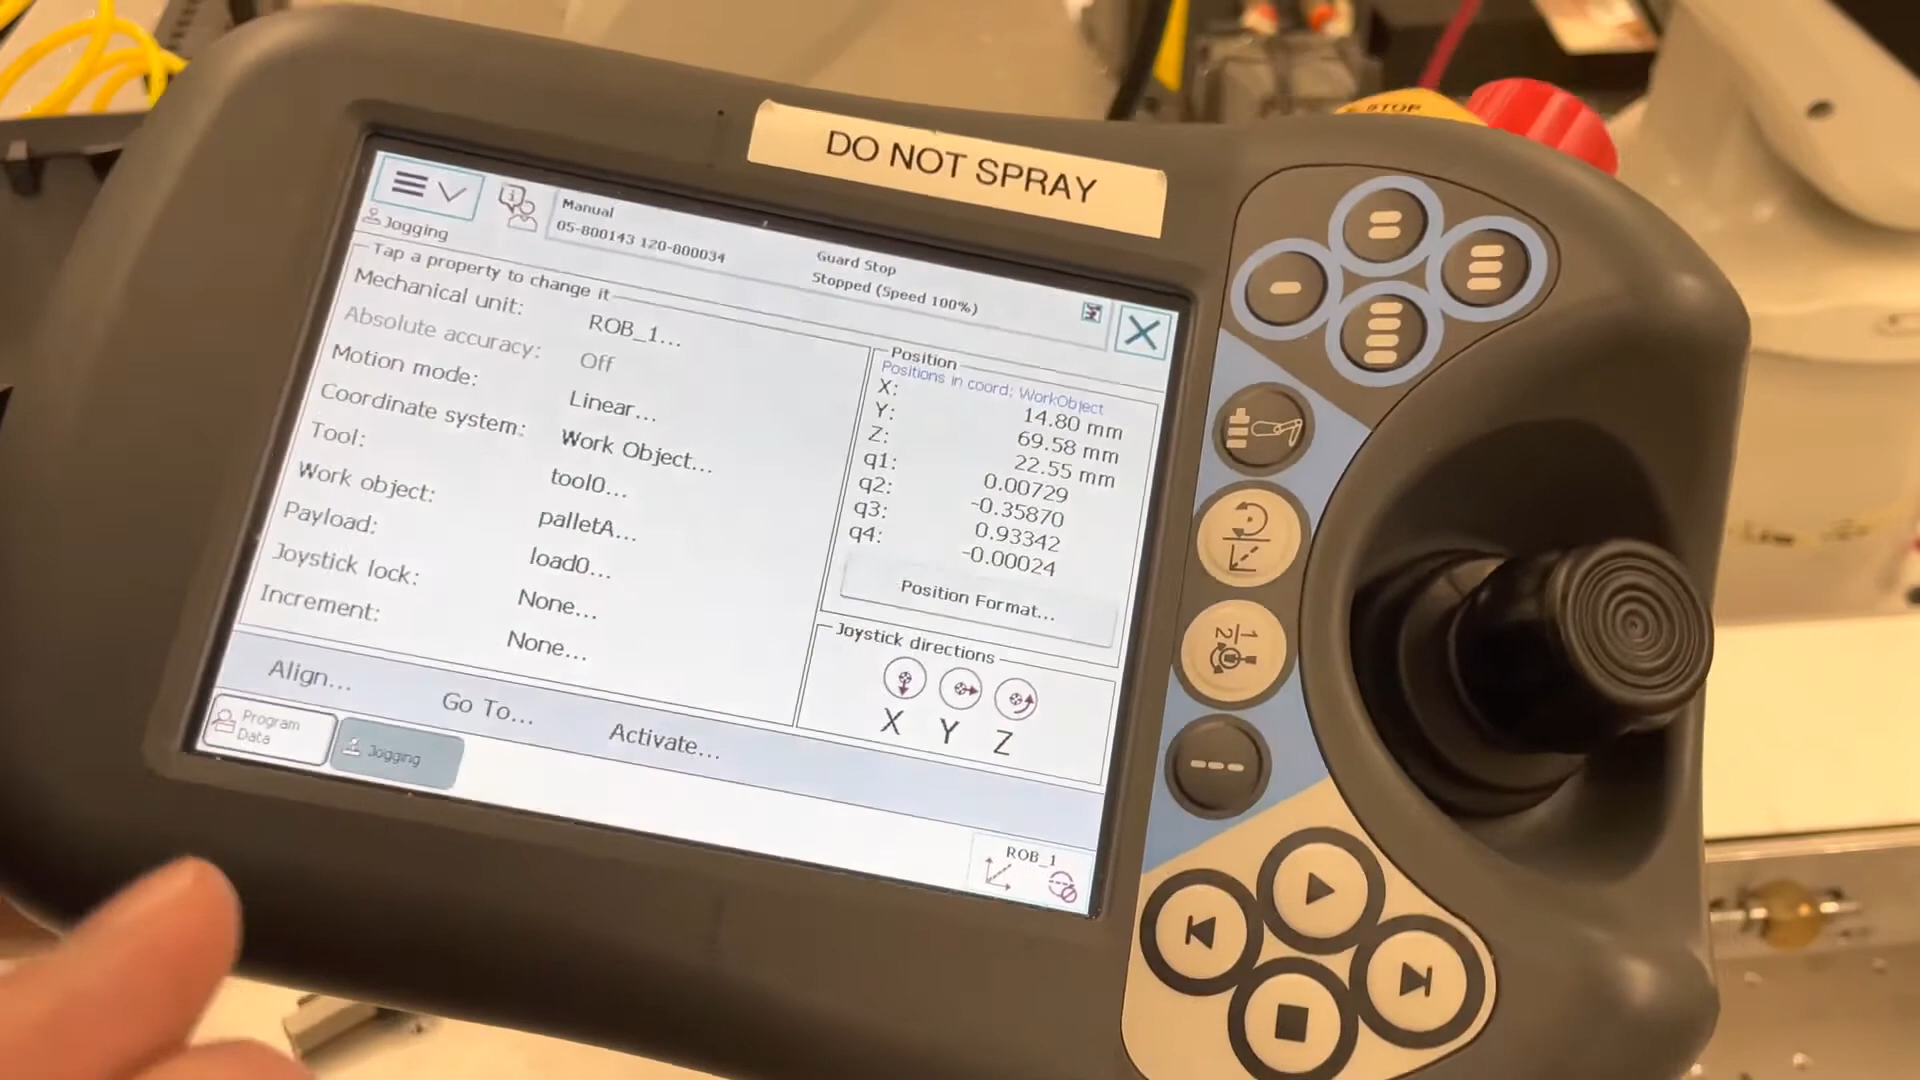 STOP
DO NOT SPRAY
Manual
05-800143 120-800034
Guard Stop
Stopped (Speed 100%)
Jogging
Tap a property to change it
Mechanical unit: ROB_1...
Absolute accuracy: Off
Motion mode: Linear...
Coordinate system: Work Object...
Tool: tool0...
Work object: palletA...
Payload: load0...
Joystick lock: None...
Increment: None...
Position
Positions in coord: WorkObject
X: 14.80 mm
Y: 69.58 mm
Z: 22.55 mm
q1: 0.00729
q2: -0.35870
q3: 0.93342
q4: -0.00024
Position Format...
Joystick directions
X Y Z
Align... Go To... Activate...
Program
Data
Jogging
ROB_1
1
2